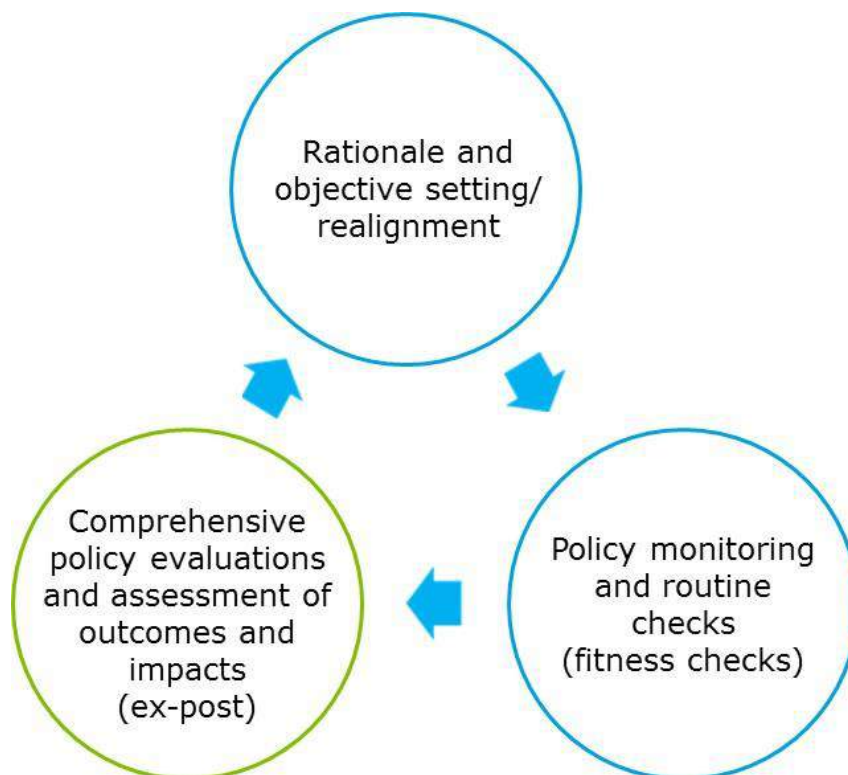 Rationale and
objective setting/
realignment
Comprehensive
policy evaluations
and assessment of
outcomes and
impacts
(ex-post)
Policy monitoring
and routine
checks
(fitness checks)